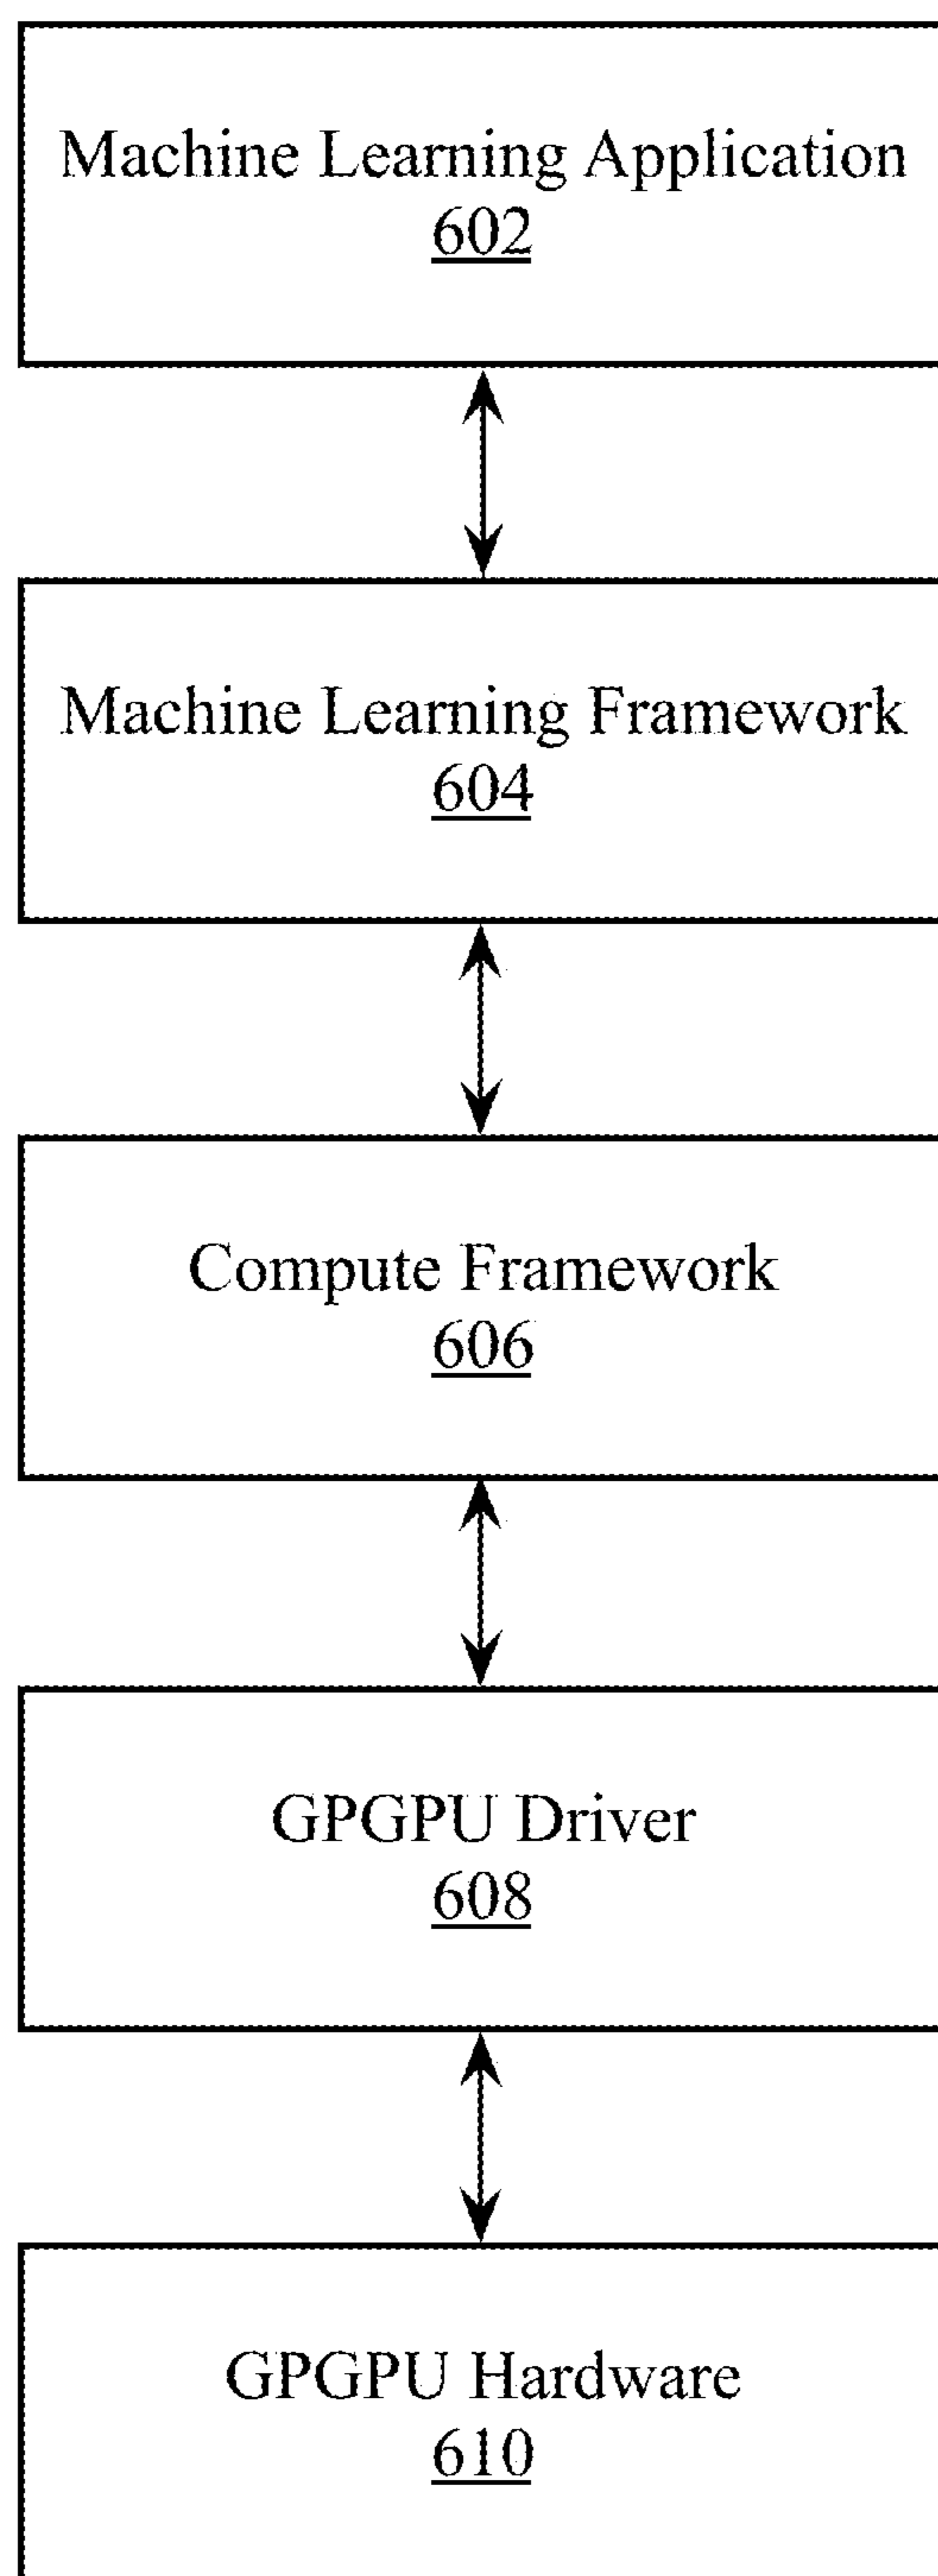 Machine Learning Application
602
Machine Learning Framework
604
Compute Framework
606
GPGPU Driver
608
GPGPU Hardware
610